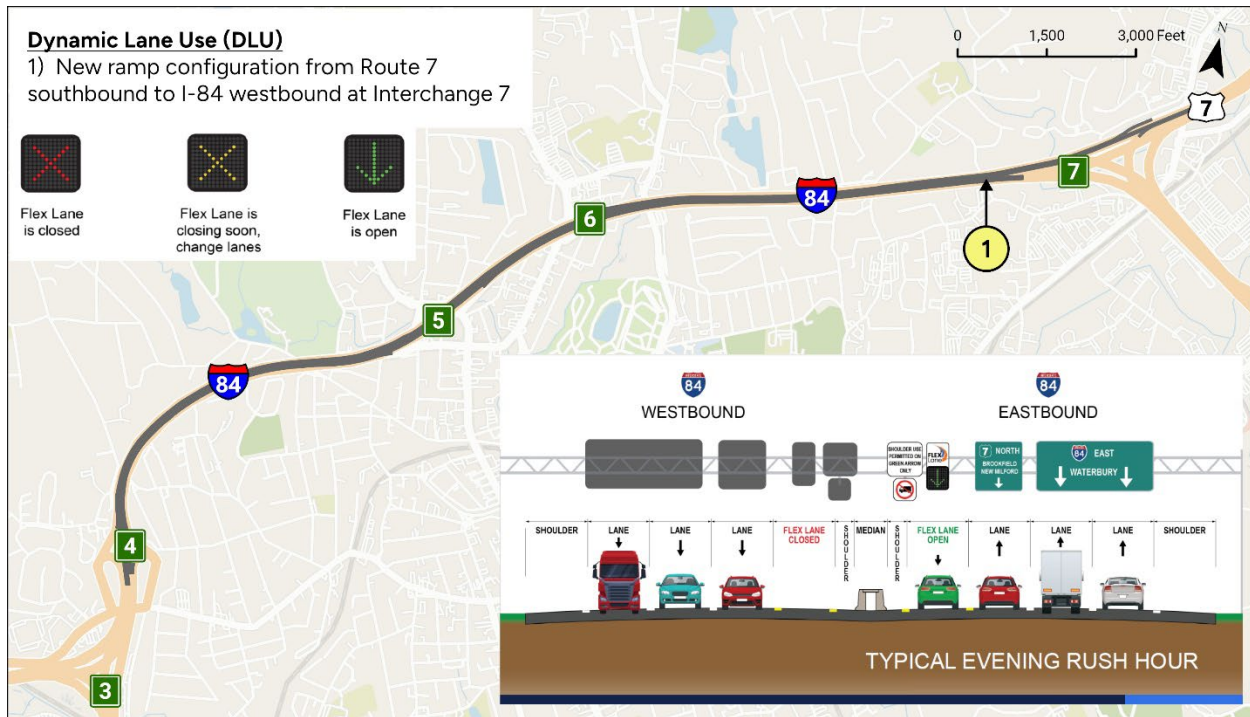 Dynamic Lane Use (DLU)
1) New ramp configuration from Route 7
southbound to I-84 westbound at Interchange 7
Flex Lane
is closed
Flex Lane is
closing soon,
change lanes
Flex Lane
is open
0 1,500 3,000 Feet
N
7
7
84
1
6
5
84
4
3
84
WESTBOUND
84
EASTBOUND
SHOULDER USE
PERMITTED ON
GREEN ARROW
ONLY
FLEX
Lane
7 NORTH
BROOKFIELD
NEW MILFORD
84 EAST
WATERBURY
SHOULDER
LANE
LANE
LANE
FLEX LANE
CLOSED
SHOULDER
MEDIAN
SHOULDER
FLEX LANE
OPEN
LANE
LANE
LANE
SHOULDER
TYPICAL EVENING RUSH HOUR